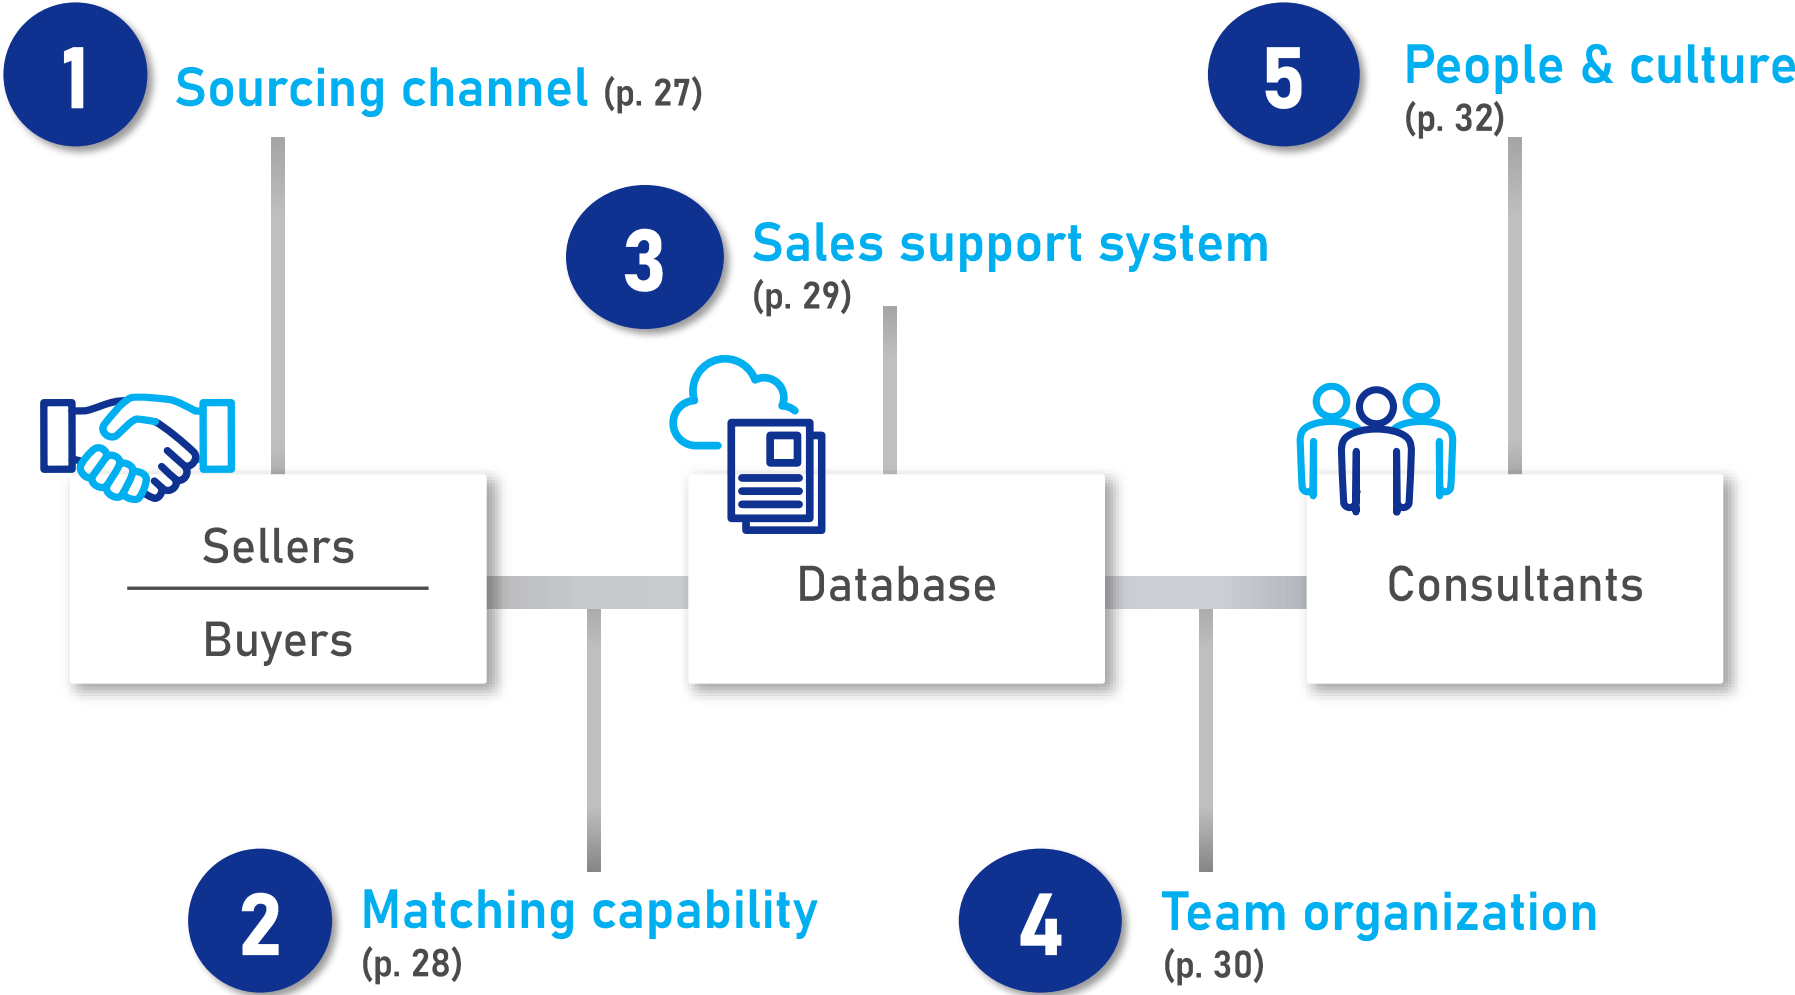 1
Sourcing channel (p. 27)
5
People & culture
(p. 32)
3
Sales support system
(p. 29)
Sellers
Buyers
Database
Consultants
2
Matching capability
(p. 28)
4
Team organization
(p. 30)